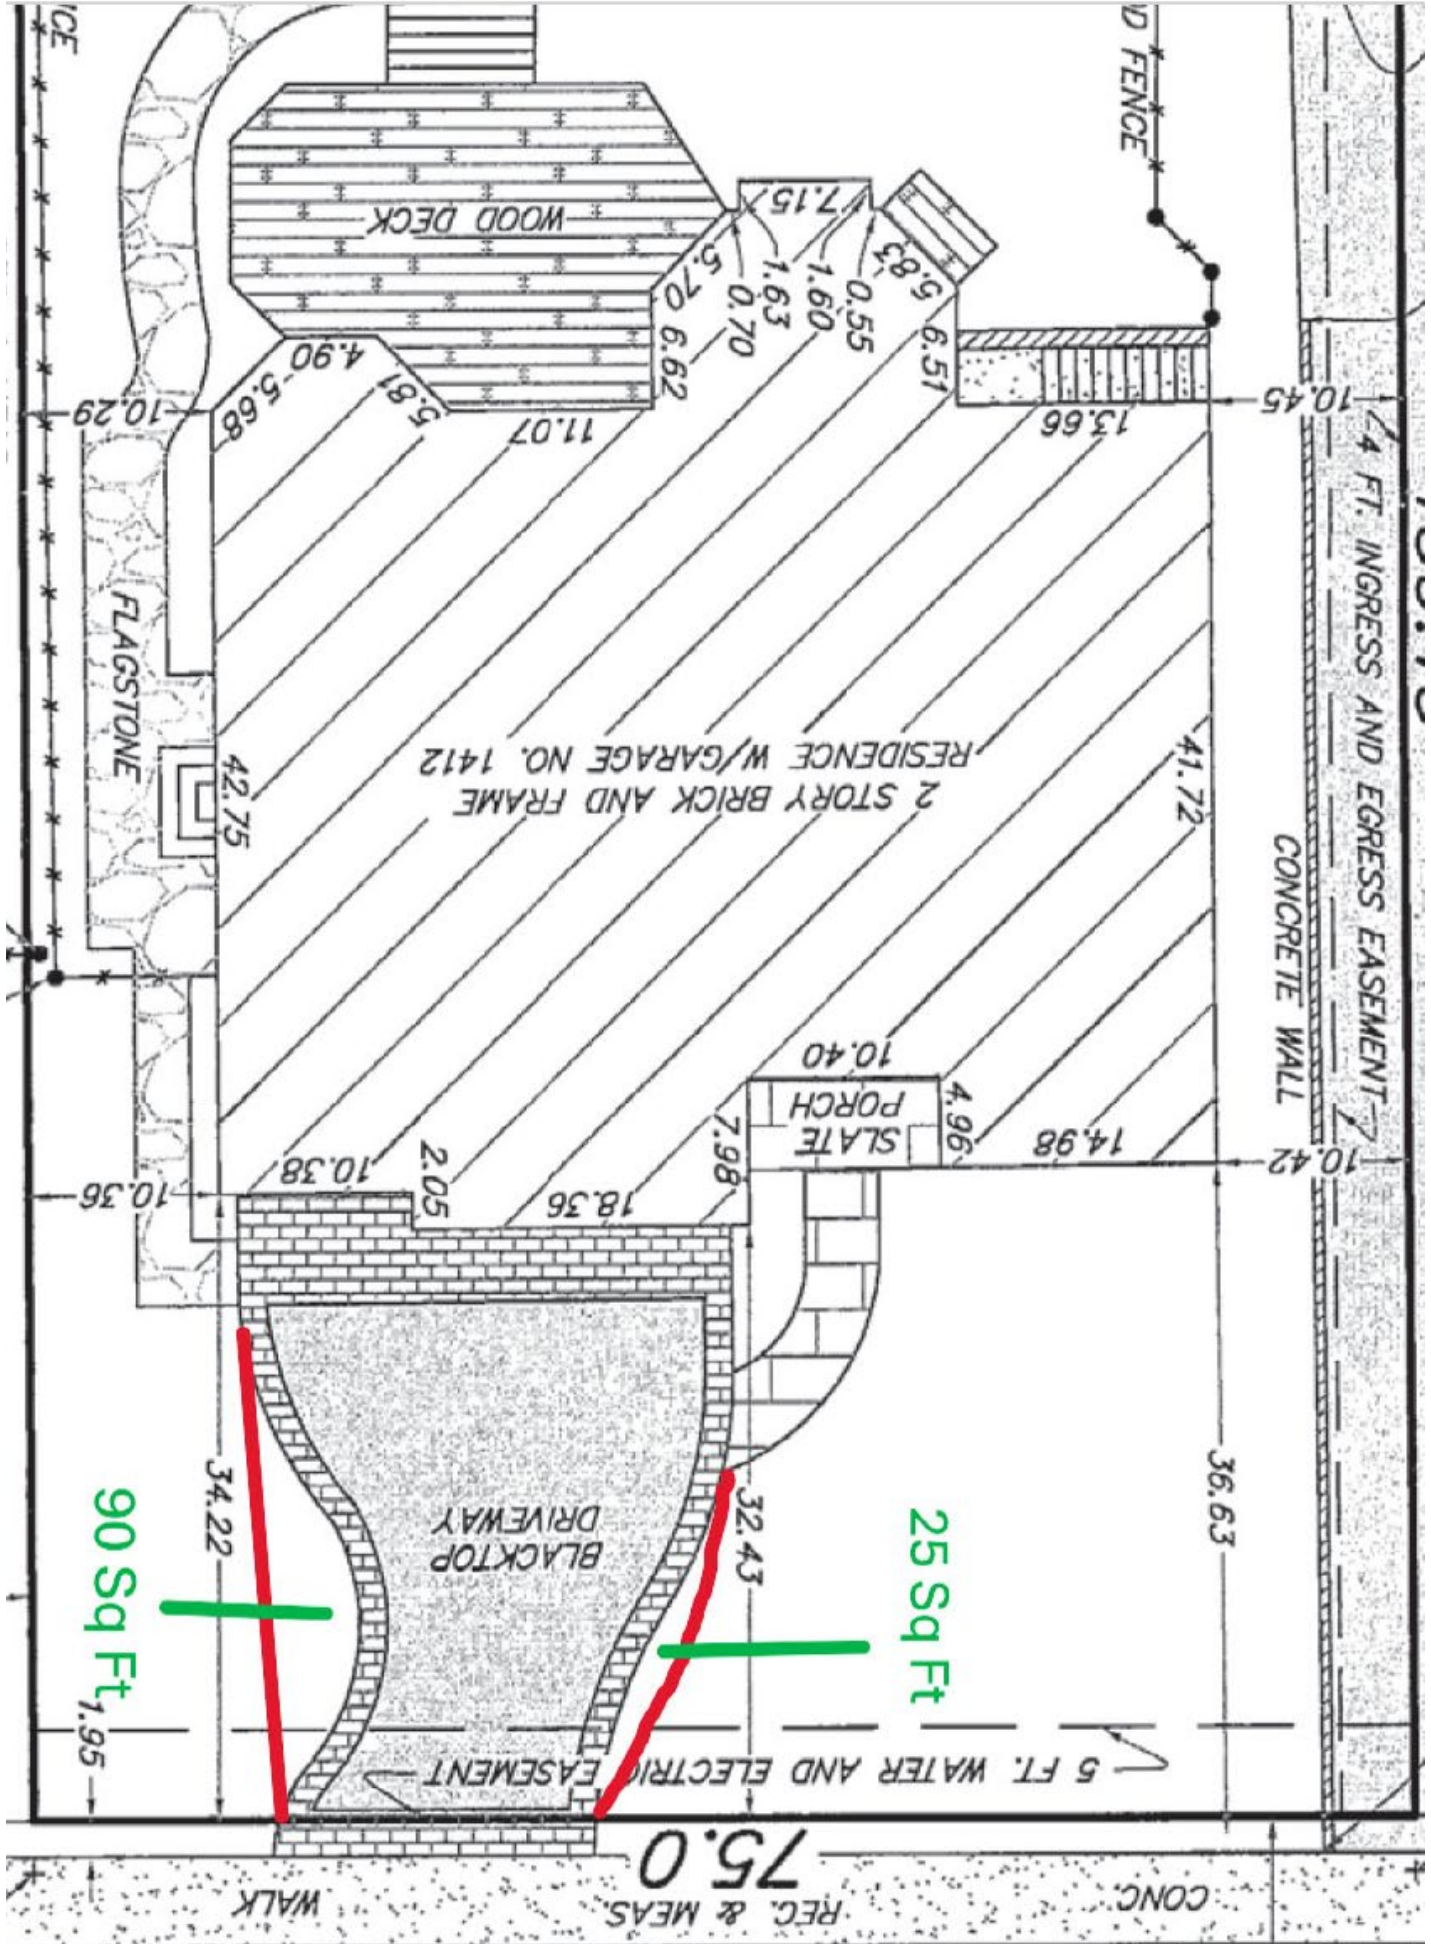 ICE
D FENCE
WOOD DECK
7.15
5.83
0.55
1.60
1.63
0.70
5.70
6.62
6.51
4.90
5.81
5.68
10.29
11.07
13.66
10.45
4 FT. INGRESS AND EGRESS EASEMENT
FLAGSTONE
42.75
2 STORY BRICK AND FRAME
RESIDENCE W/GARAGE NO. 1412
41.72
CONCRETE WALL
10.40
SLATE
PORCH
4.96
14.98
10.42
7.98
10.36
10.38
2.05
18.36
34.22
BLACKTOP
DRIVEWAY
32.43
36.63
90 Sq Ft
25 Sq Ft
1.95
5 FT. WATER AND ELECTRIC EASEMENT
75.0
REC. & MEAS.
WALK
CONC.